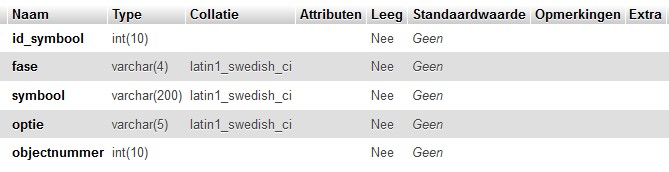 Naam Type Collatie Attributen Leeg Standaardwaarde Opmerkingen Extra
id_symbool int(10) Nee Geen
fase varchar(4) latin1_swedish_ci Nee Geen
symbool varchar(200) latin1_swedish_ci Nee Geen
optie varchar(5) latin1_swedish_ci Nee Geen
objectnummer int(10) Nee Geen